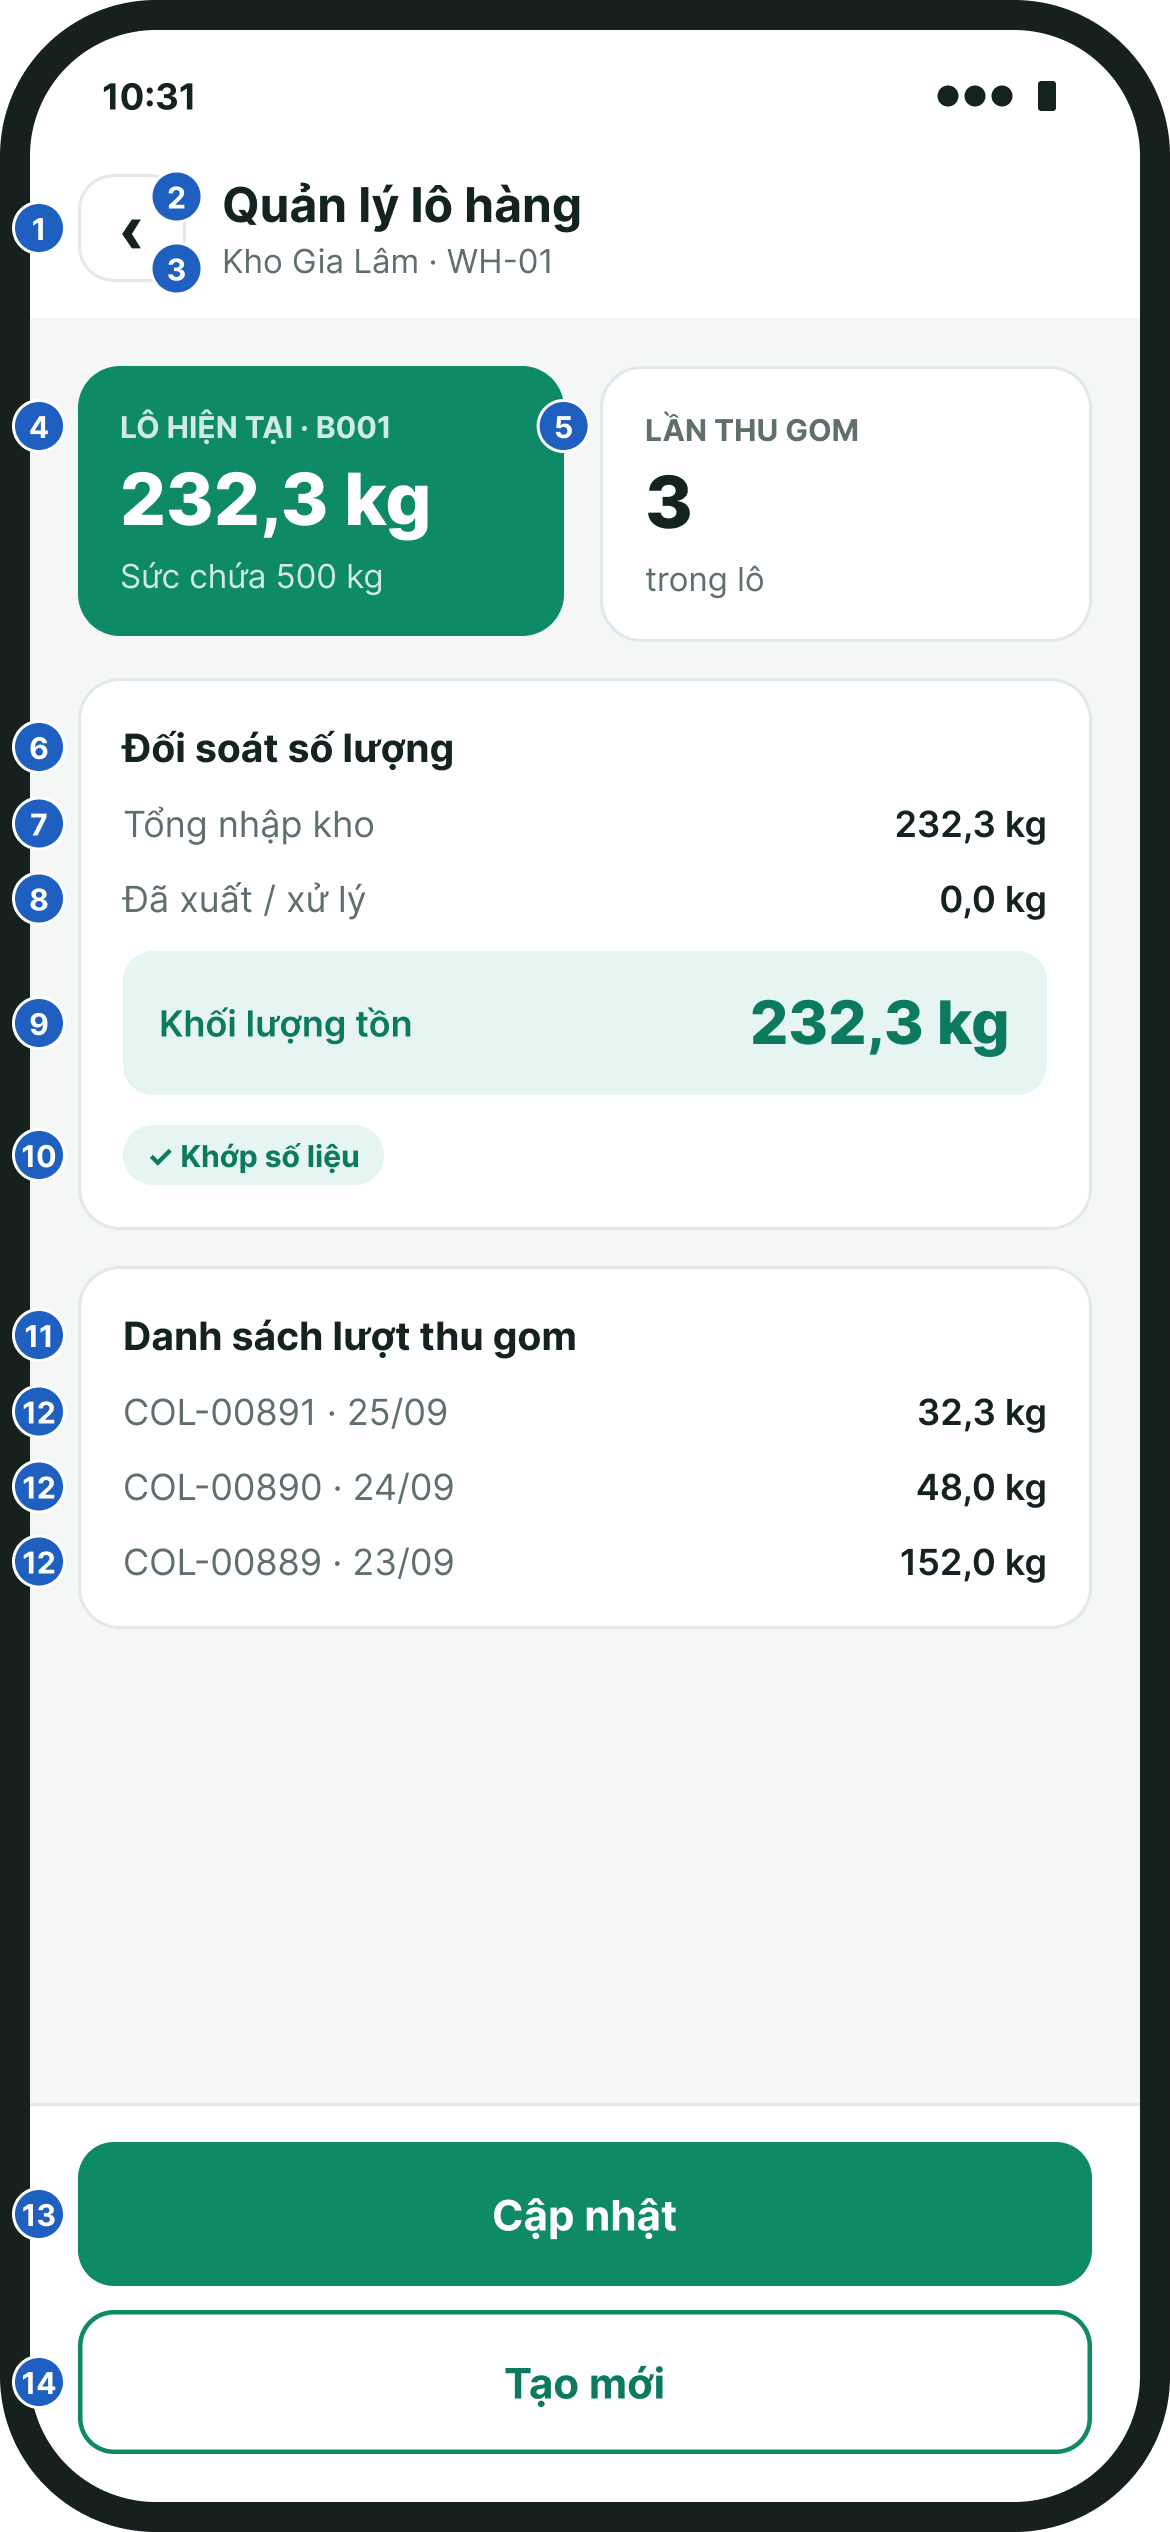 10:31
1
2
3
‹
Quản lý lô hàng
Kho Gia Lâm · WH-01
4
LÔ HIỆN TẠI · B001
232,3 kg
Sức chứa 500 kg
5
LẦN THU GOM
3
trong lô
6
Đối soát số lượng
7
Tổng nhập kho 232,3 kg
8
Đã xuất / xử lý 0,0 kg
9
Khối lượng tồn 232,3 kg
10
✓ Khớp số liệu
11
Danh sách lượt thu gom
12
COL-00891 · 25/09 32,3 kg
12
COL-00890 · 24/09 48,0 kg
12
COL-00889 · 23/09 152,0 kg
13
Cập nhật
14
Tạo mới